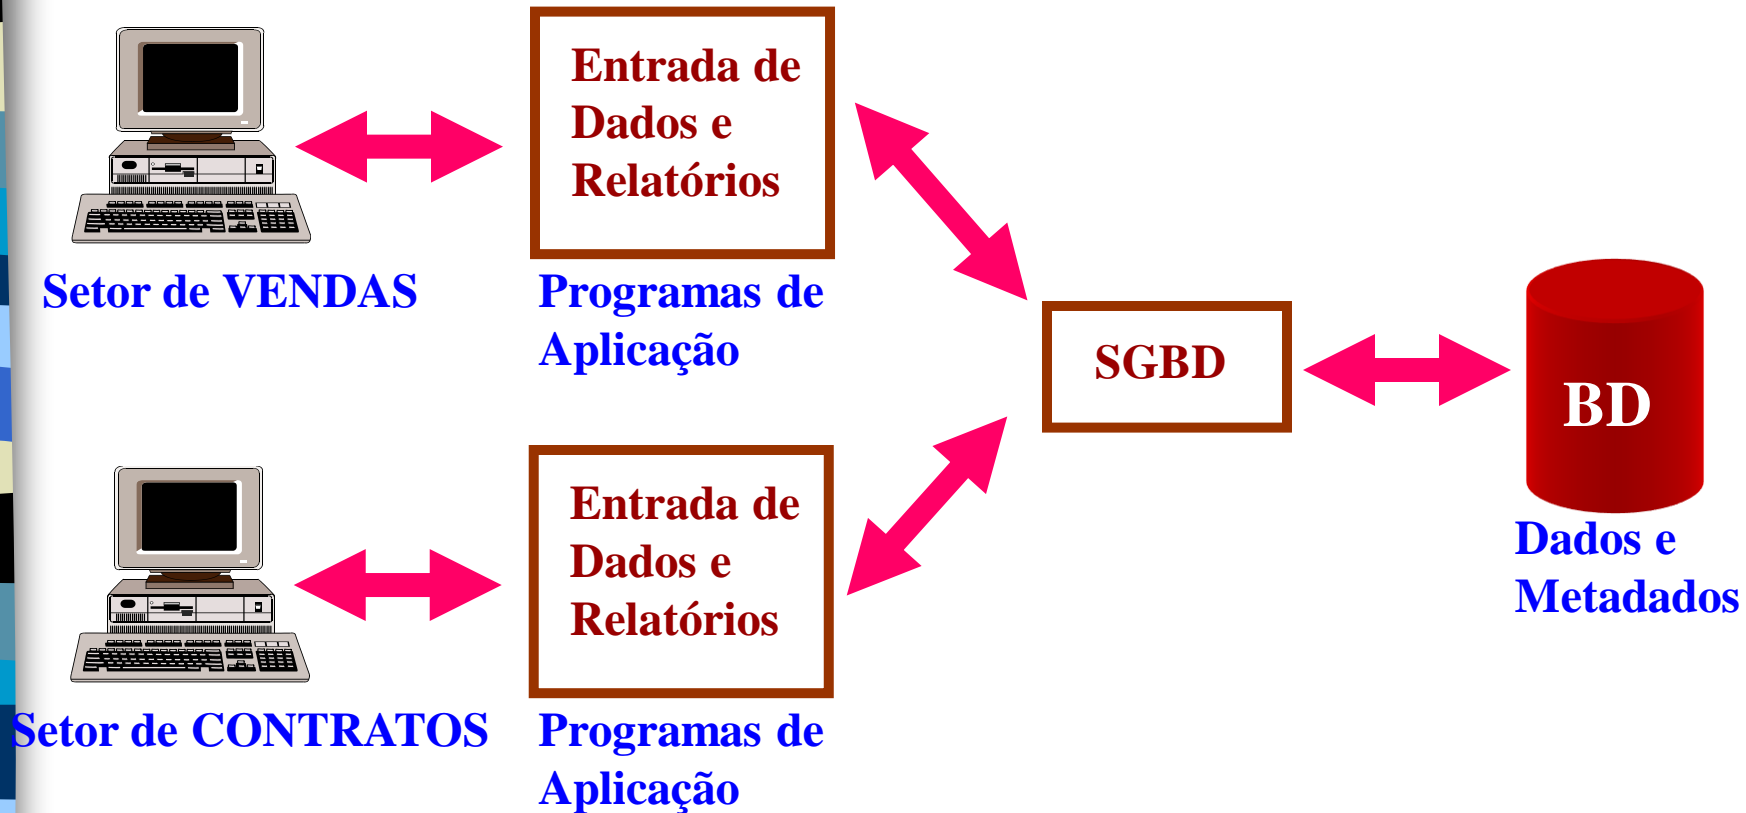 Entrada de
Dados e
Relatórios
Setor de VENDAS
Programas de
Aplicação
SGBD
BD
Dados e
Metadados
Entrada de
Dados e
Relatórios
Setor de CONTRATOS
Programas de
Aplicação